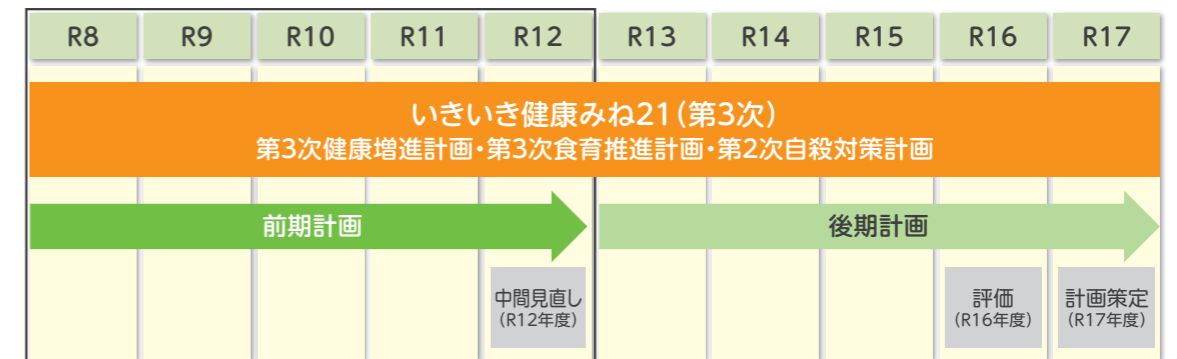 R8 R9 R10 R11 R12 R13 R14 R15 R16 R17
いきいき健康みね21(第3次)
第3次健康増進計画・第3次食育推進計画・第2次自殺対策計画
前期計画 後期計画
中間見直し
(R12年度)
評価
(R16年度)
計画策定
(R17年度)